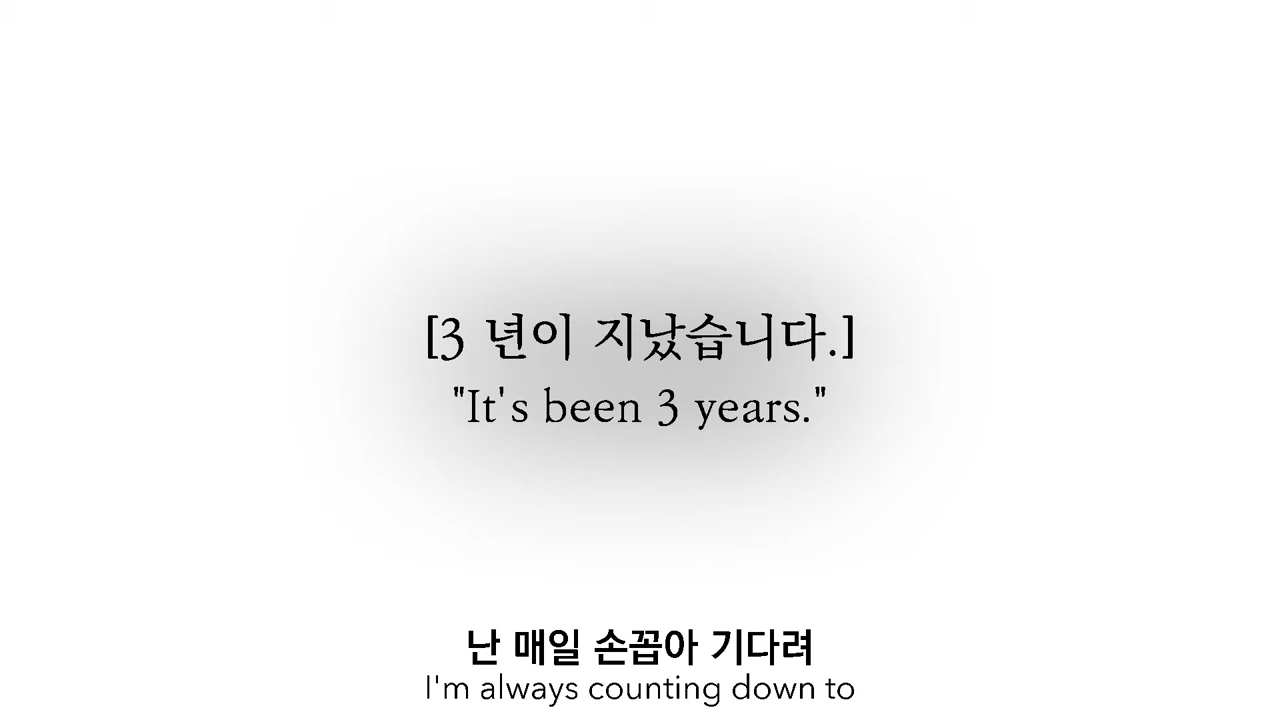 [3 년이 지났습니다.]
"It's been 3 years."
난 매일 손꼽아 기다려
I'm always counting down to